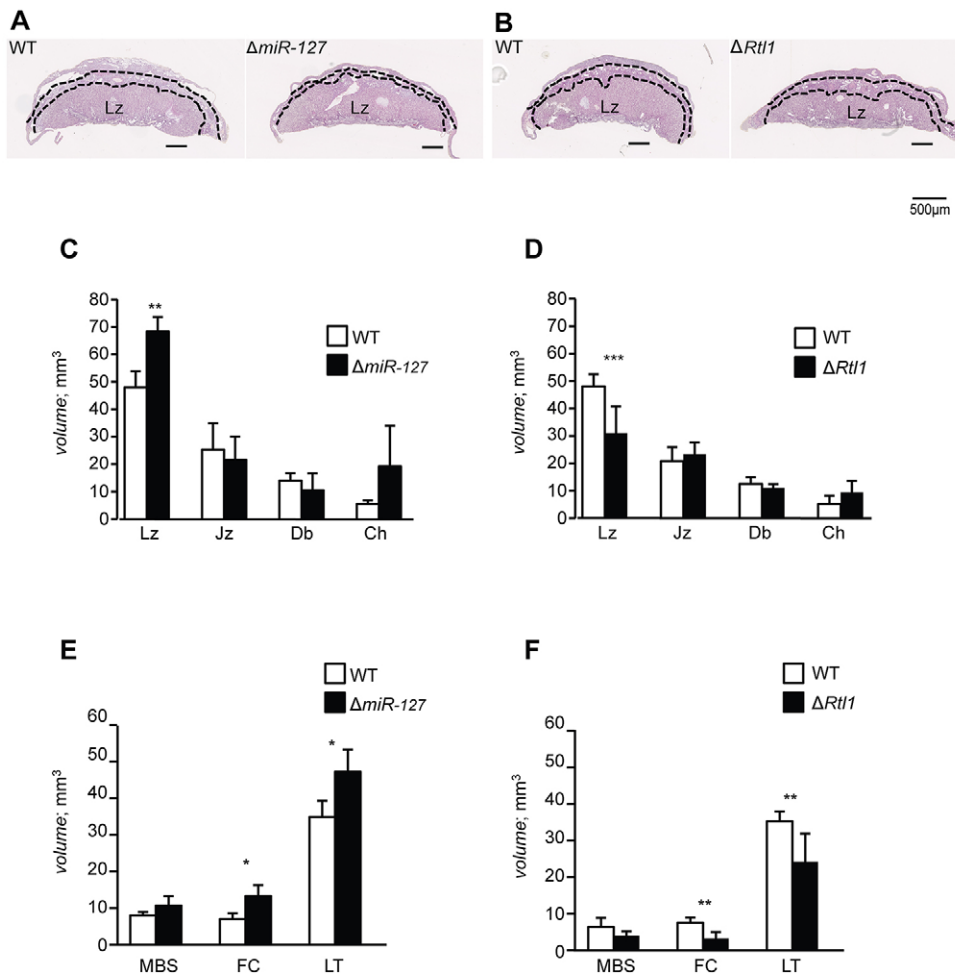 A
B
WT
ΔmiR-127
WT
ΔRtl1
Lz
Lz
Lz
Lz
500μm
C
80
70
60
50
40
30
20
10
0
volume; mm³
**
WT
ΔmiR-127
Lz Jz Db Ch
D
80
70
60
50
40
30
20
10
0
volume; mm³
***
WT
ΔRtl1
Lz Jz Db Ch
E
60
50
40
30
20
10
0
volume; mm³
*
*
WT
ΔmiR-127
MBS FC LT
F
60
50
40
30
20
10
0
volume; mm³
**
**
WT
ΔRtl1
MBS FC LT